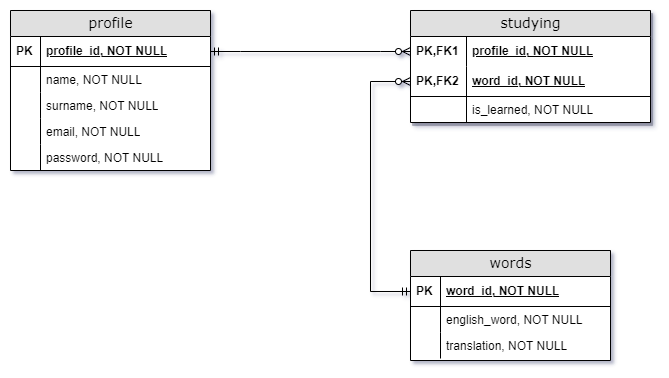 profile
PK profile_id, NOT NULL
name, NOT NULL
surname, NOT NULL
email, NOT NULL
password, NOT NULL
studying
PK,FK1 profile_id, NOT NULL
PK,FK2 word_id, NOT NULL
is_learned, NOT NULL
words
PK word_id, NOT NULL
english_word, NOT NULL
translation, NOT NULL